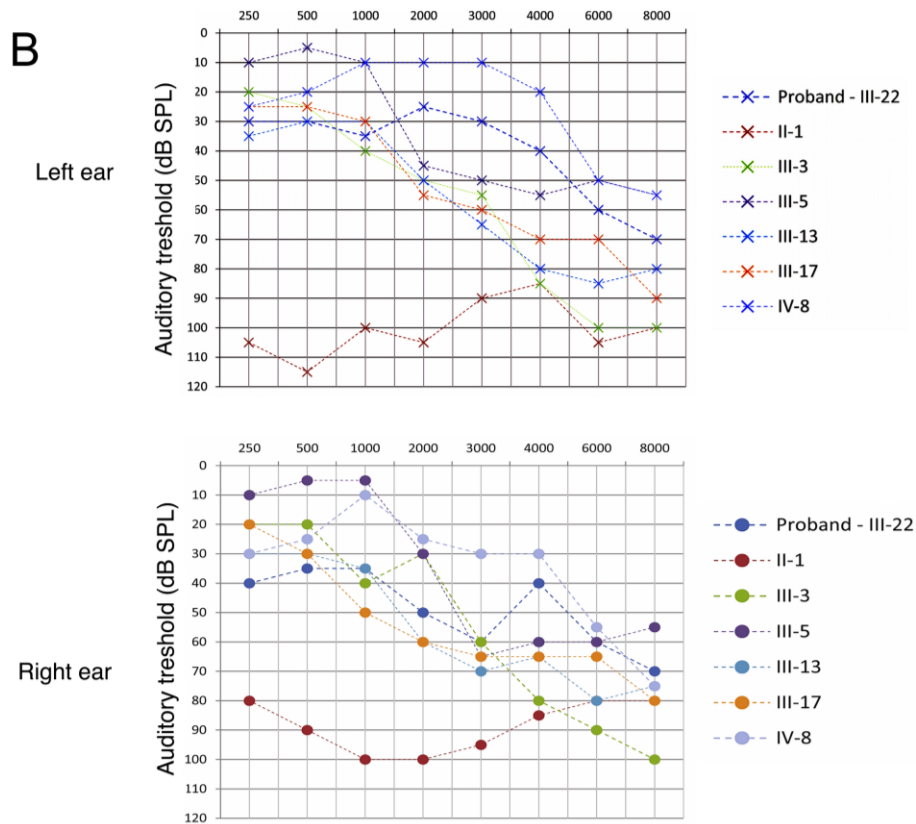 B
250 500 1000 2000 3000 4000 6000 8000
0
10
20
30
40
50
60
70
80
90
100
110
120
Auditory treshold (dB SPL)
Left ear
Proband - III-22
II-1
III-3
III-5
III-13
III-17
IV-8
250 500 1000 2000 3000 4000 6000 8000
0
10
20
30
40
50
60
70
80
90
100
110
120
Auditory treshold (dB SPL)
Right ear
Proband - III-22
II-1
III-3
III-5
III-13
III-17
IV-8